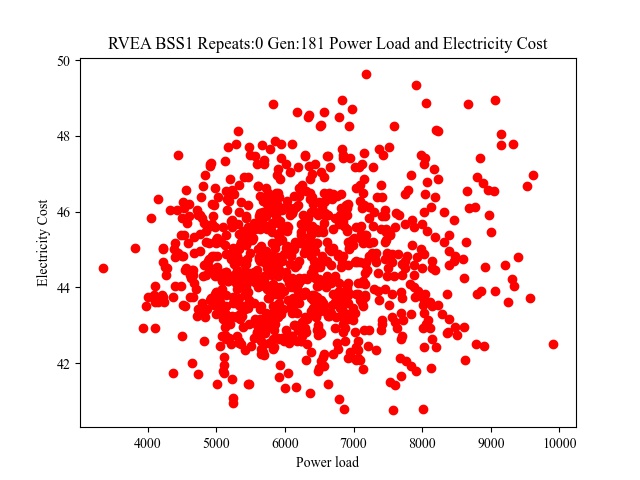 RVEA BSS1 Repeats:0 Gen:181 Power Load and Electricity Cost
50
48
46
44
42
Electricity Cost
4000 5000 6000 7000 8000 9000 10000
Power load